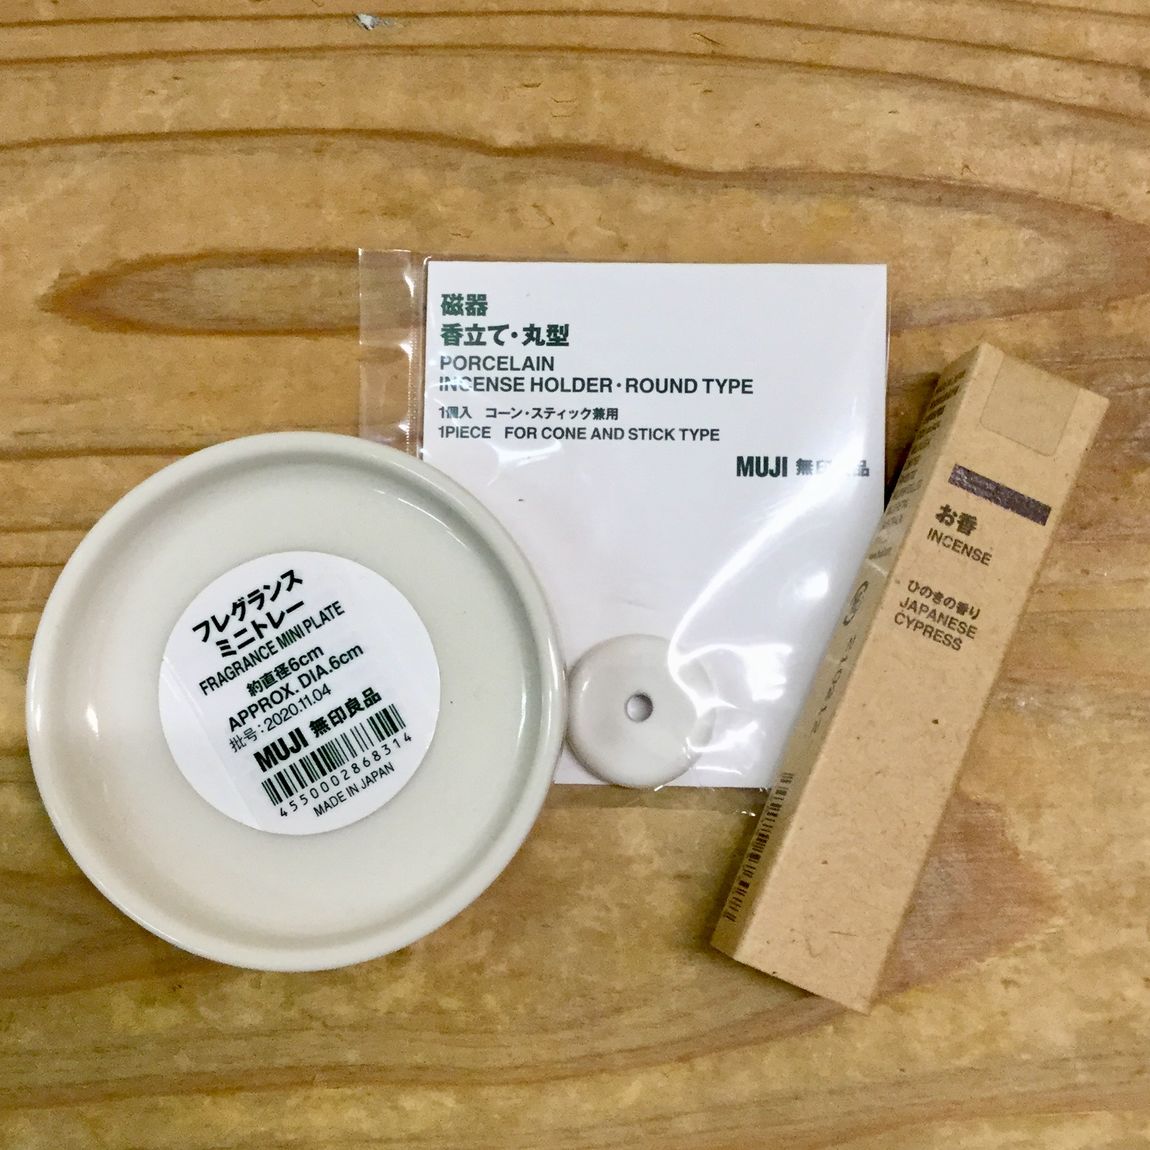 磁器
香立て・丸型
PORCELAIN
INCENSE HOLDER・ROUND TYPE
1個入 コーン・スティック兼用
1PIECE FOR CONE AND STICK TYPE
MUJI 無印良品
フレグランス
ミニトレー
FRAGRANCE MINI PLATE
約直径6cm
APPROX. DIA.6cm
批号:2020.11.04
MUJI 無印良品
4550002868314
MADE IN JAPAN
お香
INCENSE
ひのきの香り
JAPANESE
CYPRESS